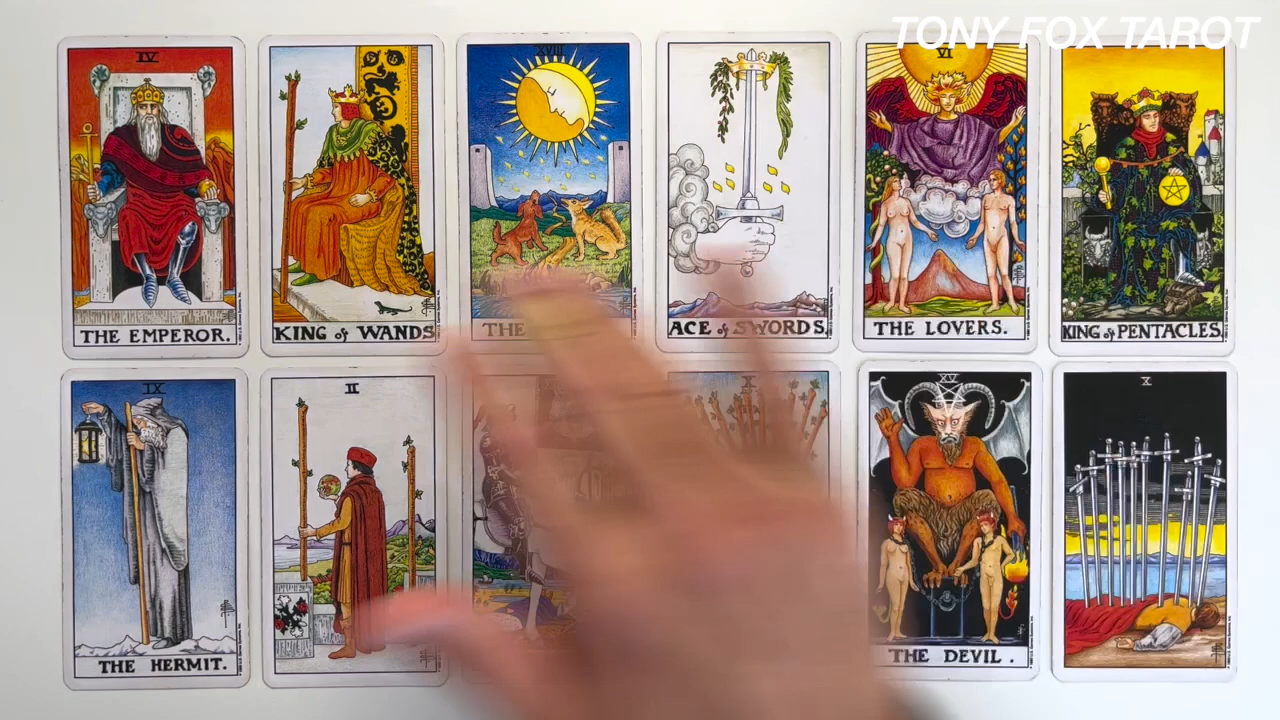 TONY FOX TAROT
IV
THE EMPEROR.
KING of WANDS
XVIII
THE
ACE of SWORDS.
VI
THE LOVERS.
KING of PENTACLES.
IX
THE HERMIT.
II
X
XV
THE DEVIL.
X